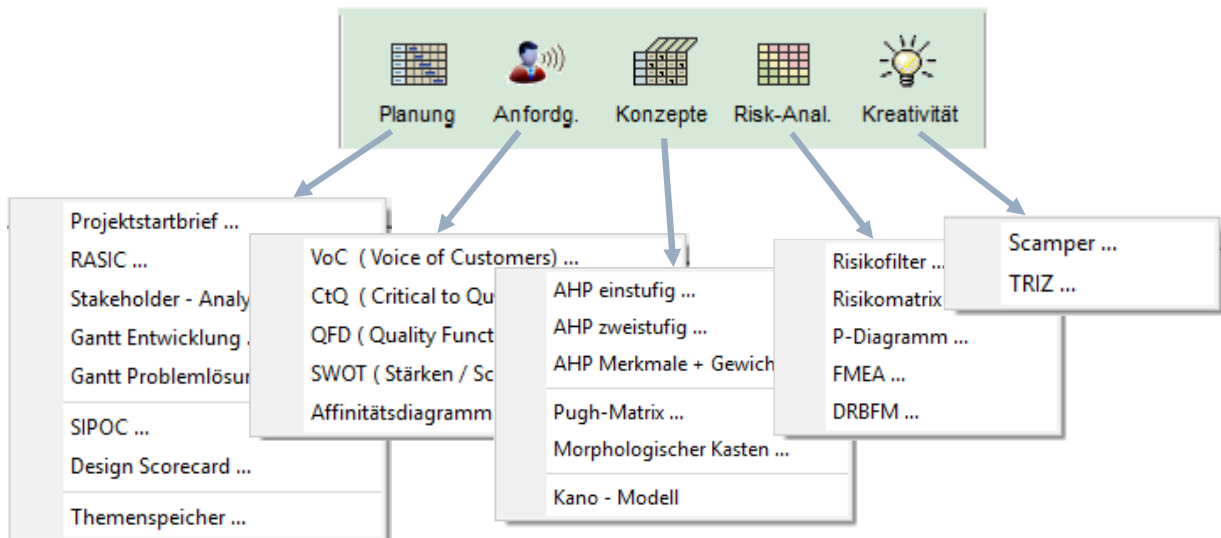 Planung
Anfordg.
Konzepte
Risk-Anal.
Kreativität
Projektstartbrief ...
RASIC ...
Stakeholder - Analy
Gantt Entwicklung .
Gantt Problemlösu
SIPOC ...
Design Scorecard ...
Themenspeicher ...
VoC ( Voice of Customers) ...
CtQ ( Critical to Qu
QFD ( Quality Funct
SWOT ( Stärken / Sc
Affinitätsdiagramm
AHP einstufig ...
AHP zweistufig ...
AHP Merkmale + Gewich
Pugh-Matrix ...
Morphologischer Kasten ...
Kano - Modell
Risikofilter ...
Risikomatrix
P-Diagramm ...
FMEA ...
DRBFM ...
Scamper ...
TRIZ ...